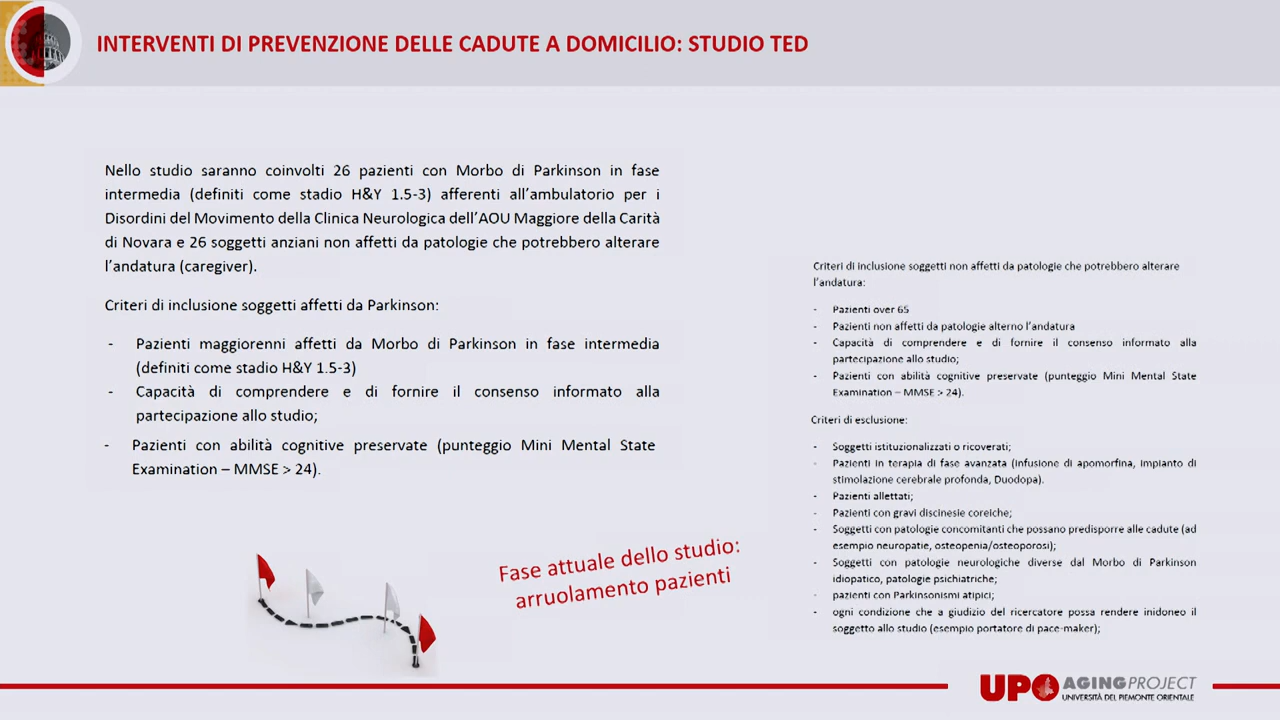 INTERVENTI DI PREVENZIONE DELLE CADUTE A DOMICILIO: STUDIO TED
Nello studio saranno coinvolti 26 pazienti con Morbo di Parkinson in fase
intermedia (definiti come stadio H&Y 1.5-3) afferenti all'ambulatorio per i
Disordini del Movimento della Clinica Neurologica dell'AOU Maggiore della Carità
di Novara e 26 soggetti anziani non affetti da patologie che potrebbero alterare
l'andatura (caregiver).
Criteri di inclusione soggetti affetti da Parkinson:
- Pazienti maggiorenni affetti da Morbo di Parkinson in fase intermedia
(definiti come stadio H&Y 1.5-3)
- Capacità di comprendere e di fornire il consenso informato alla
partecipazione allo studio;
- Pazienti con abilità cognitive preservate (punteggio Mini Mental State
Examination – MMSE > 24).
Fase attuale dello studio:
arruolamento pazienti
Criteri di inclusione soggetti non affetti da patologie che potrebbero alterare
l'andatura:
- Pazienti over 65
- Pazienti non affetti da patologie alterno l'andatura
- Capacità di comprendere e di fornire il consenso informato alla
partecipazione allo studio;
- Pazienti con abilità cognitive preservate (punteggio Mini Mental State
Examination – MMSE > 24).
Criteri di esclusione:
- Soggetti istituzionalizzati o ricoverati;
- Pazienti in terapia di fase avanzata (infusione di apomorfina, impianto di
stimolazione cerebrale profonda, Duodopa).
- Pazienti allettati;
- Pazienti con gravi discinesie coreiche;
- Soggetti con patologie concomitanti che possano predisporre alle cadute (ad
esempio neuropatie, osteopenia/osteoporosi);
- Soggetti con patologie neurologiche diverse dal Morbo di Parkinson
idiopatico, patologie psichiatriche;
- pazienti con Parkinsonismi atipici;
- ogni condizione che a giudizio del ricercatore possa rendere inidoneo il
soggetto allo studio (esempio portatore di pace-maker);
UPO AGINGPROJECT
UNIVERSITÀ DEL PIEMONTE ORIENTALE